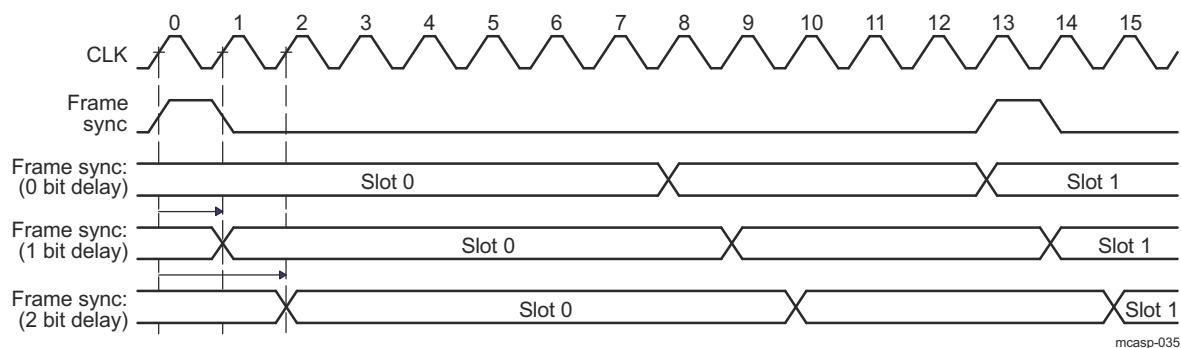 0 1 2 3 4 5 6 7 8 9 10 11 12 13 14 15
CLK
Frame
sync
Frame sync:
(0 bit delay)
Slot 0
Slot 1
Frame sync:
(1 bit delay)
Slot 0
Slot 1
Frame sync:
(2 bit delay)
Slot 0
Slot 1
mcasp-035